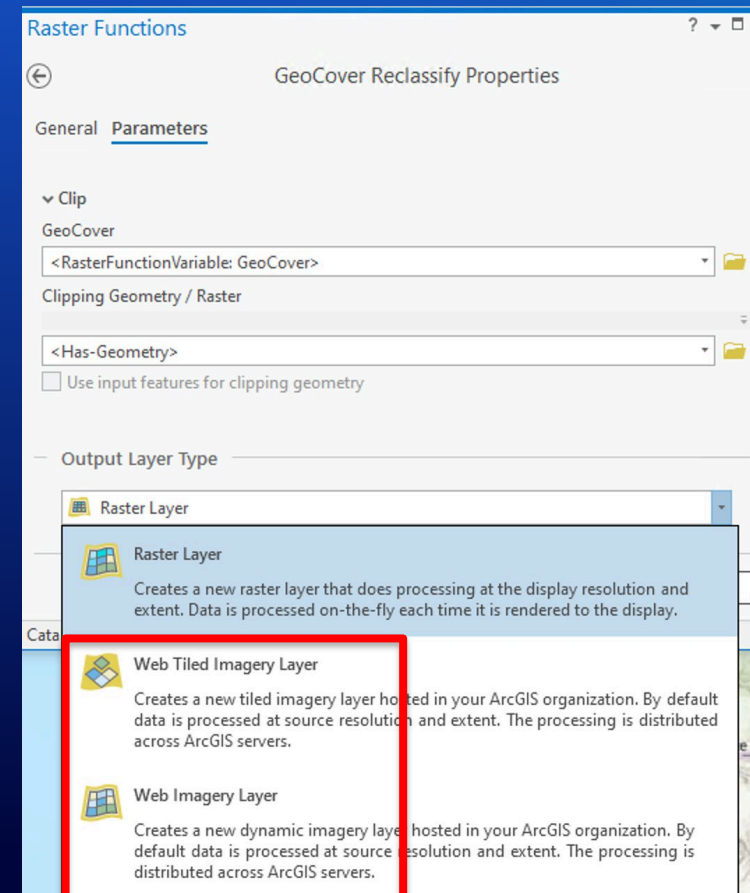 Raster Functions
?
GeoCover Reclassify Properties
General Parameters
Clip
GeoCover
<RasterFunctionVariable: GeoCover>
Clipping Geometry / Raster
<Has-Geometry>
Use input features for clipping geometry
Output Layer Type
Raster Layer
Raster Layer
Creates a new raster layer that does processing at the display resolution and
extent. Data is processed on-the-fly each time it is rendered to the display.
Cata
Web Tiled Imagery Layer
Creates a new tiled imagery layer hosted in your ArcGIS organization. By default
data is processed at source resolution and extent. The processing is distributed
across ArcGIS servers.
e
Web Imagery Layer
Creates a new dynamic imagery layer hosted in your ArcGIS organization. By
default data is processed at source resolution and extent. The processing is
distributed across ArcGIS servers.